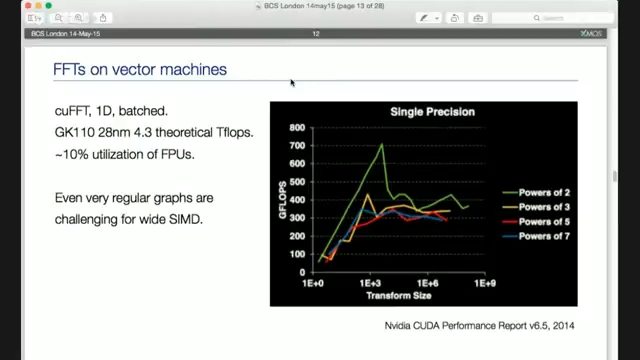 BCS London 14may15 (page 13 of 28)
Search
BCS London 14-May-15
12
XMOS
FFTs on vector machines
cuFFT, 1D, batched.
GK110 28nm 4.3 theoretical Tflops.
~10% utilization of FPUs.
Even very regular graphs are
challenging for wide SIMD.
Single Precision
800
700
600
500
400
300
200
100
0
GFLOPS
1E+0
1E+3
1E+6
1E+9
Transform Size
Powers of 2
Powers of 3
Powers of 5
Powers of 7
Nvidia CUDA Performance Report v6.5, 2014